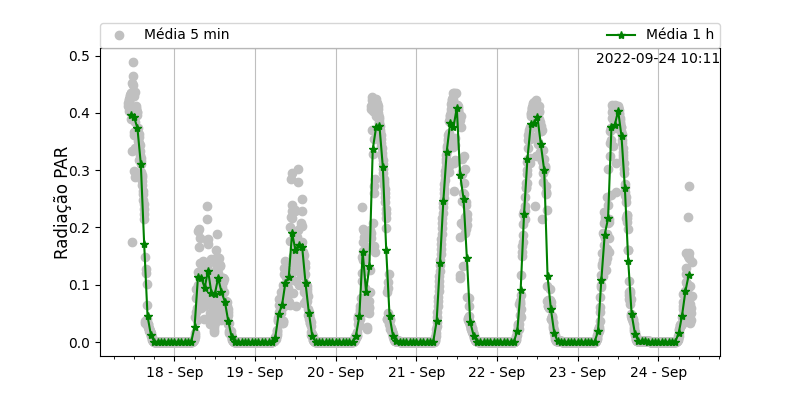 Média 5 min
Média 1 h
2022-09-24 10:11
Radiação PAR
0.5
0.4
0.3
0.2
0.1
0.0
18 - Sep
19 - Sep
20 - Sep
21 - Sep
22 - Sep
23 - Sep
24 - Sep